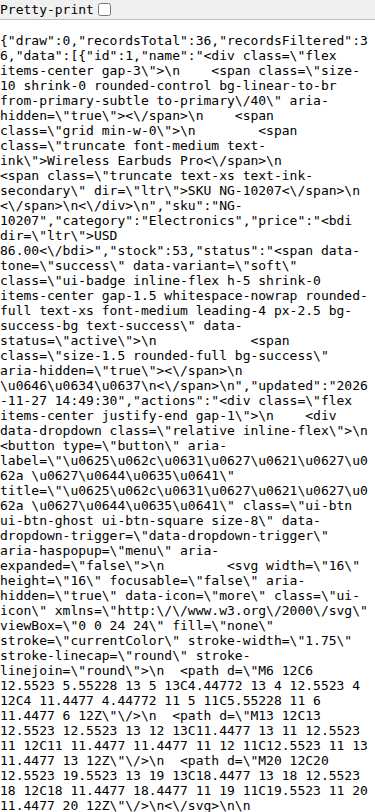 Pretty-print
{"draw":0,"recordsTotal":36,"recordsFiltered":3
6,"data":[{"id":1,"name":"<div class=\"flex
items-center gap-3\">\n    <span class=\"size-
10 shrink-0 rounded-control bg-linear-to-br
from-primary-subtle to-primary\/40\" aria-
hidden=\"true\"><\/span>\n    <span
class=\"grid min-w-0\">\n        <span
class=\"truncate font-medium text-
ink\">Wireless Earbuds Pro<\/span>\n
<span class=\"truncate text-xs text-ink-
secondary\" dir=\"ltr\">SKU NG-10207<\/span>\n
<\/span>\n<\/div>\n","sku":"NG-
10207","category":"Electronics","price":"<bdi
dir=\"ltr\">USD
86.00<\/bdi>","stock":53,"status":"<span data-
tone=\"success\" data-variant=\"soft\"
class=\"ui-badge inline-flex h-5 shrink-0
items-center gap-1.5 whitespace-nowrap rounded-
full text-xs font-medium leading-4 px-2.5 bg-
success-bg text-success\" data-
status=\"active\">\n            <span
class=\"size-1.5 rounded-full bg-success\"
aria-hidden=\"true\"><\/span>\n
\u0646\u0634\u0637\n<\/span>\n","updated":"2026
-11-27 14:49:30","actions":"<div class=\"flex
items-center justify-end gap-1\">\n    <div
data-dropdown class=\"relative inline-flex\">\n
<button type=\"button\" aria-
label=\"\u0625\u062c\u0631\u0627\u0621\u0627\u0
62a \u0627\u0644\u0635\u0641\"
title=\"\u0625\u062c\u0631\u0627\u0621\u0627\u0
62a \u0627\u0644\u0635\u0641\" class=\"ui-btn
ui-btn-ghost ui-btn-square size-8\" data-
dropdown-trigger=\"data-dropdown-trigger\"
aria-haspopup=\"menu\" aria-
expanded=\"false\">\n        <svg width=\"16\"
height=\"16\" focusable=\"false\" aria-
hidden=\"true\" data-icon=\"more\" class=\"ui-
icon\" xmlns=\"http:\/\/www.w3.org\/2000\/svg\"
viewBox=\"0 0 24 24\" fill=\"none\"
stroke=\"currentColor\" stroke-width=\"1.75\"
stroke-linecap=\"round\" stroke-
linejoin=\"round\">\n  <path d=\"M6 12C6
12.5523 5.55228 13 5 13C4.44772 13 4 12.5523 4
12C4 11.4477 4.44772 11 5 11C5.55228 11 6
11.4477 6 12Z\"\/>\n  <path d=\"M13 12C13
12.5523 12.5523 13 12 13C11.4477 13 11 12.5523
11 12C11 11.4477 11.4477 11 12 11C12.5523 11 13
11.4477 13 12Z\"\/>\n  <path d=\"M20 12C20
12.5523 19.5523 13 19 13C18.4477 13 18 12.5523
18 12C18 11.4477 18.4477 11 19 11C19.5523 11 20
11.4477 20 12Z\"\/>\n<\/svg>\n\n